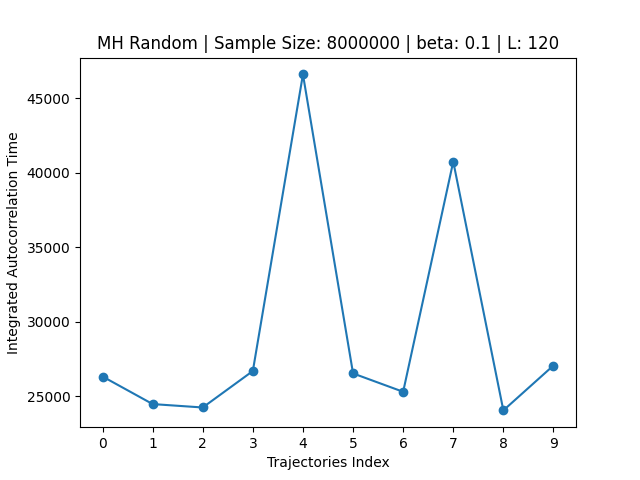 MH Random | Sample Size: 8000000 | beta: 0.1 | L: 120
Integrated Autocorrelation Time
45000
40000
35000
30000
25000
0 1 2 3 4 5 6 7 8 9
Trajectories Index